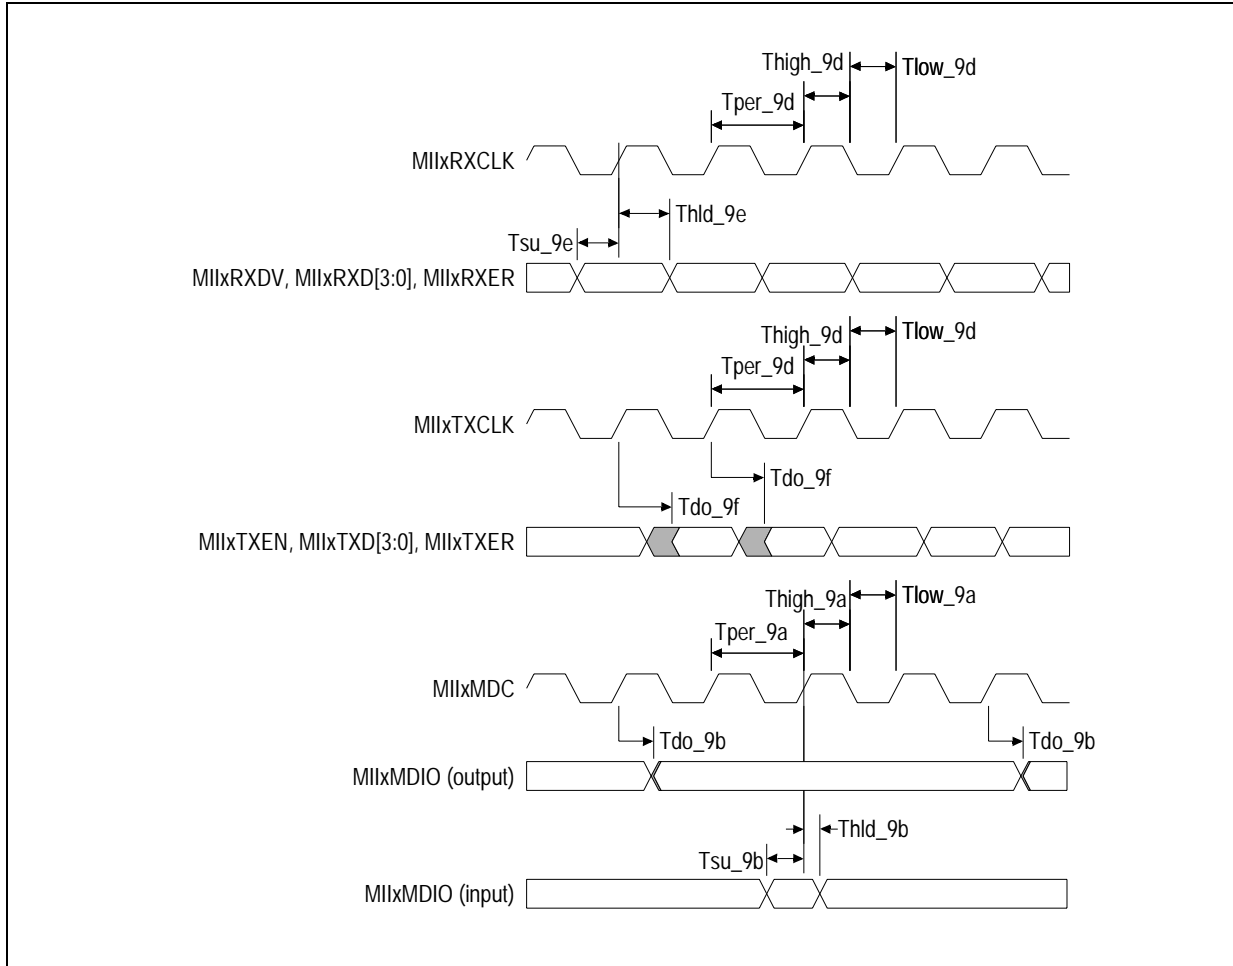 Thigh_9d
Tlow_9d
Tper_9d
MIIxRXCLK
Thld_9e
Tsu_9e
MIIxRXDV, MIIxRXD[3:0], MIIxRXER
Thigh_9d
Tlow_9d
Tper_9d
MIIxTXCLK
Tdo_9f
Tdo_9f
MIIxTXEN, MIIxTXD[3:0], MIIxTXER
Thigh_9a
Tlow_9a
Tper_9a
MIIxMDC
Tdo_9b
Tdo_9b
MIIxMDIO (output)
Thld_9b
Tsu_9b
MIIxMDIO (input)